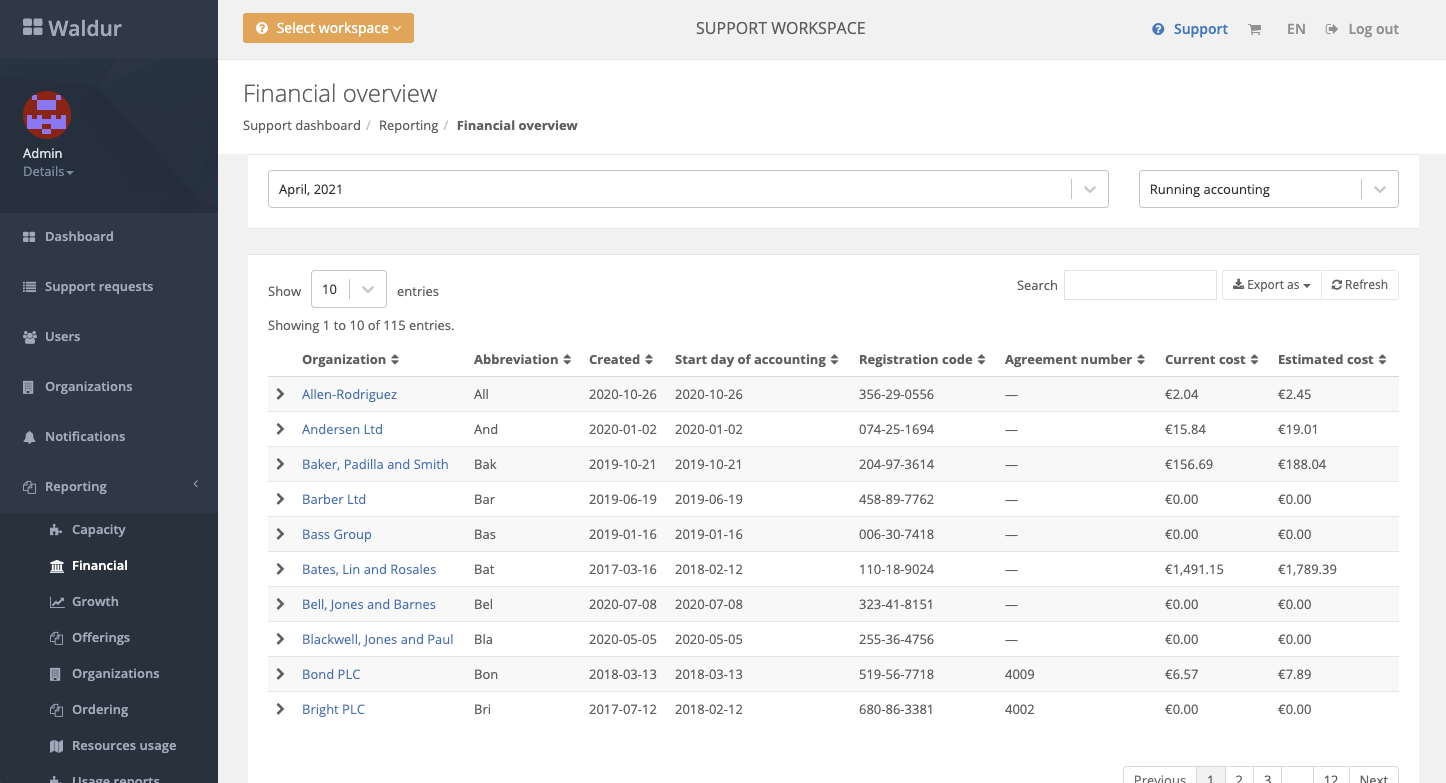 Waldur
Select workspace
SUPPORT WORKSPACE
Support
EN
Log out
Admin
Details
Dashboard
Support requests
Users
Organizations
Notifications
Reporting
Capacity
Financial
Growth
Offerings
Organizations
Ordering
Resources usage
Usage reports
Financial overview
Support dashboard / Reporting / Financial overview
April, 2021
Running accounting
Show 10 entries
Search
Export as
Refresh
Showing 1 to 10 of 115 entries.
Organization Abbreviation Created Start day of accounting Registration code Agreement number Current cost Estimated cost
Allen-Rodriguez All 2020-10-26 2020-10-26 356-29-0556 — €2.04 €2.45
Andersen Ltd And 2020-01-02 2020-01-02 074-25-1694 — €15.84 €19.01
Baker, Padilla and Smith Bak 2019-10-21 2019-10-21 204-97-3614 — €156.69 €188.04
Barber Ltd Bar 2019-06-19 2019-06-19 458-89-7762 — €0.00 €0.00
Bass Group Bas 2019-01-16 2019-01-16 006-30-7418 — €0.00 €0.00
Bates, Lin and Rosales Bat 2017-03-16 2018-02-12 110-18-9024 — €1,491.15 €1,789.39
Bell, Jones and Barnes Bel 2020-07-08 2020-07-08 323-41-8151 — €0.00 €0.00
Blackwell, Jones and Paul Bla 2020-05-05 2020-05-05 255-36-4756 — €0.00 €0.00
Bond PLC Bon 2018-03-13 2018-03-13 519-56-7718 4009 €6.57 €7.89
Bright PLC Bri 2017-07-12 2018-02-12 680-86-3381 4002 €0.00 €0.00
Previous 1 2 3 12 Next